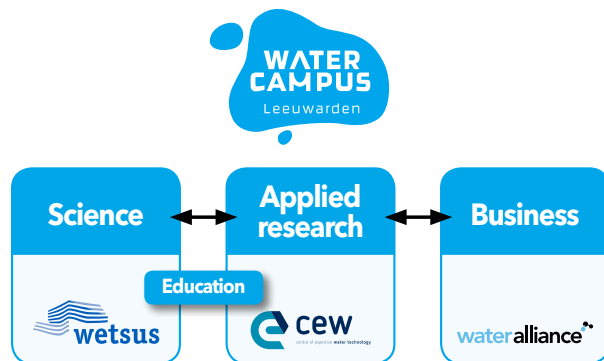 WATER
CAMPUS
Leeuwarden
Science
Applied
research
Business
Education
wetsus
cew
centre of expertise water technology
wateralliance